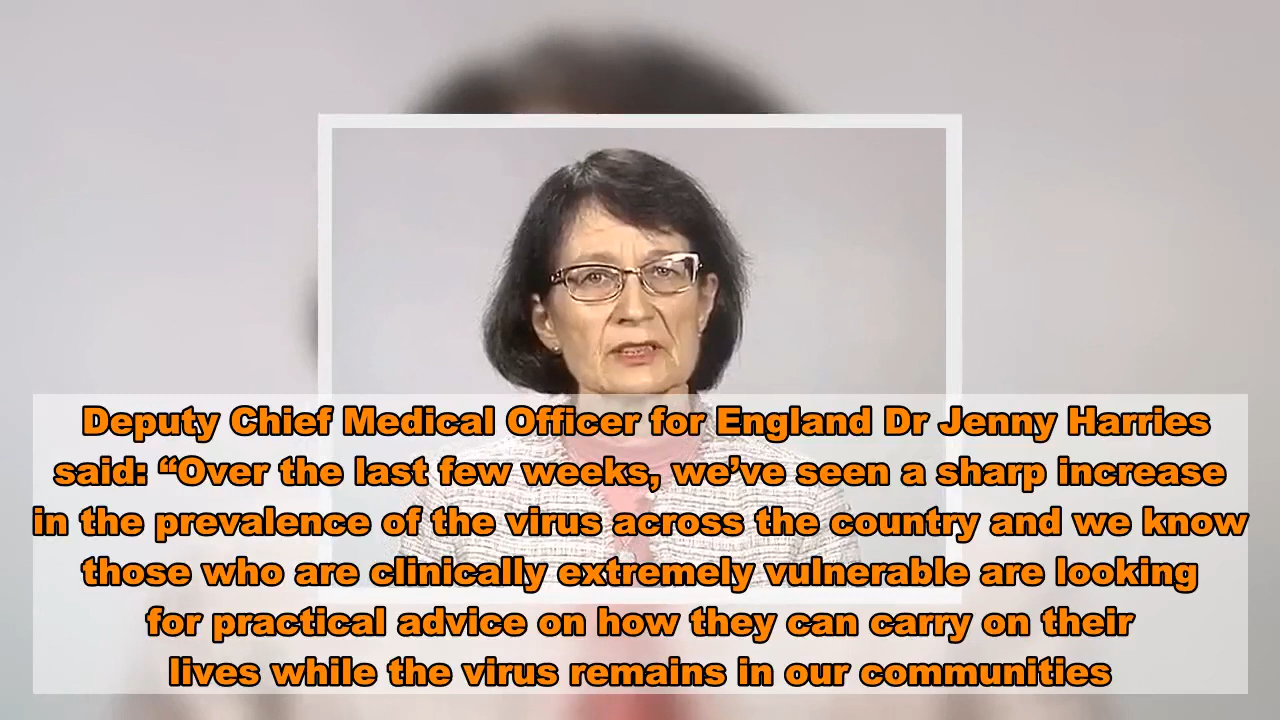 Deputy Chief Medical Officer for England Dr Jenny Harries
said: “Over the last few weeks, we’ve seen a sharp increase
in the prevalence of the virus across the country and we know
those who are clinically extremely vulnerable are looking
for practical advice on how they can carry on their
lives while the virus remains in our communities